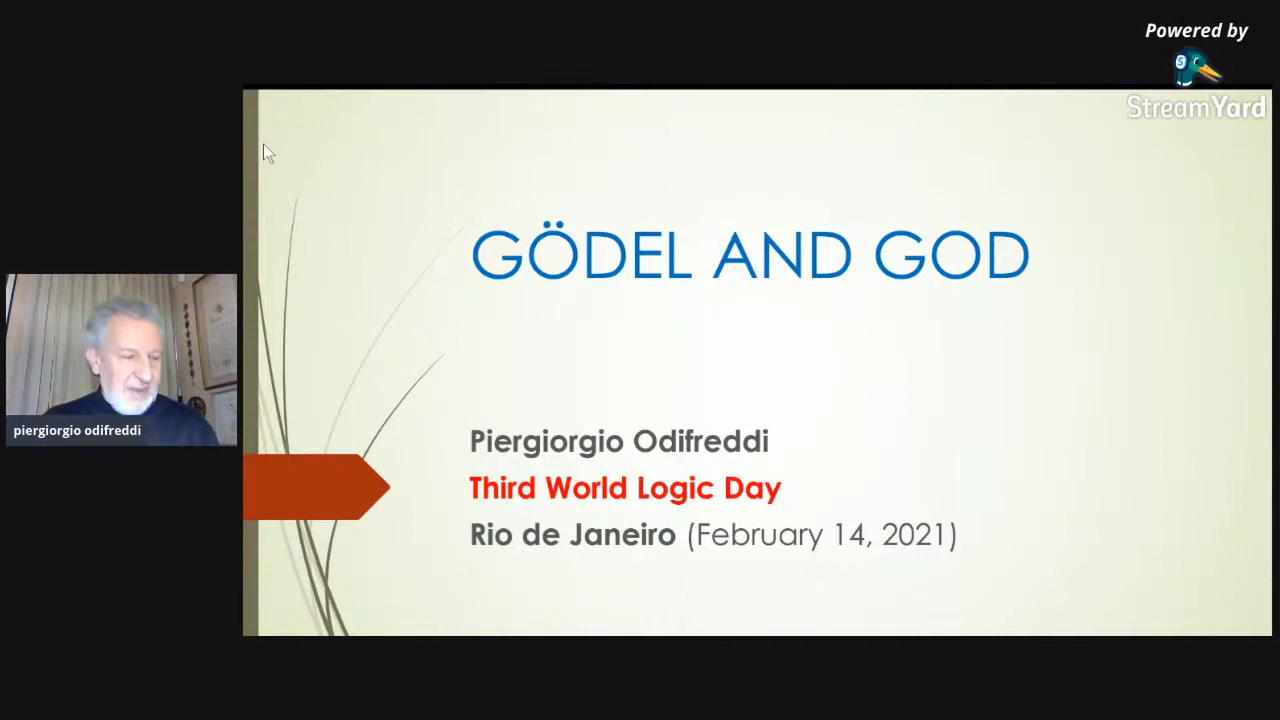 Powered by
S
StreamYard
GÖDEL AND GOD
piergiorgio odifreddi
Piergiorgio Odifreddi
Third World Logic Day
Rio de Janeiro (February 14, 2021)